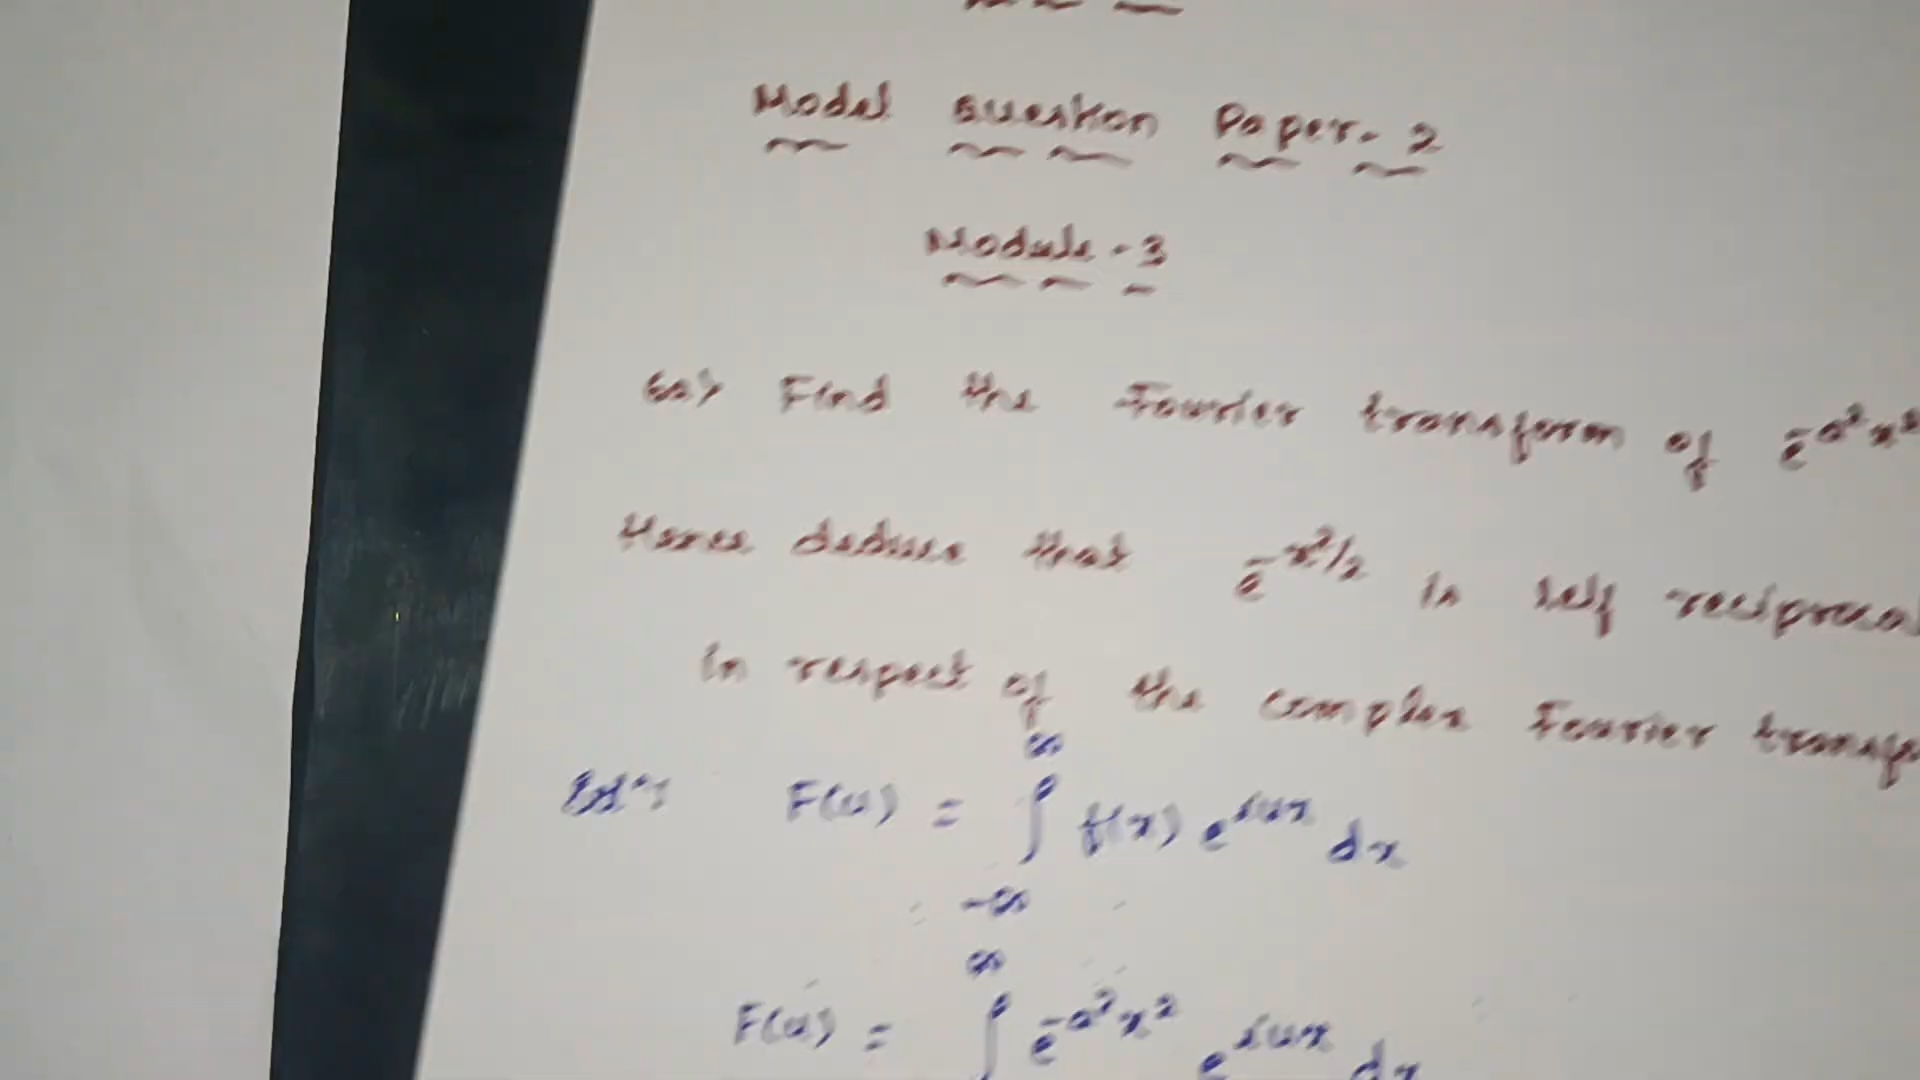 Model Question Paper-2
Module-3
6a) Find the Fourier transform of e^-a²x²
Hence deduce that e^-x²/2 is self reciprocal
in respect of the complex Fourier transf
Solⁿ: F(u) = ∫ f(x) e^iux dx
∞
-∞
F(u) = ∫ e^-a²x² e^iux dx
∞